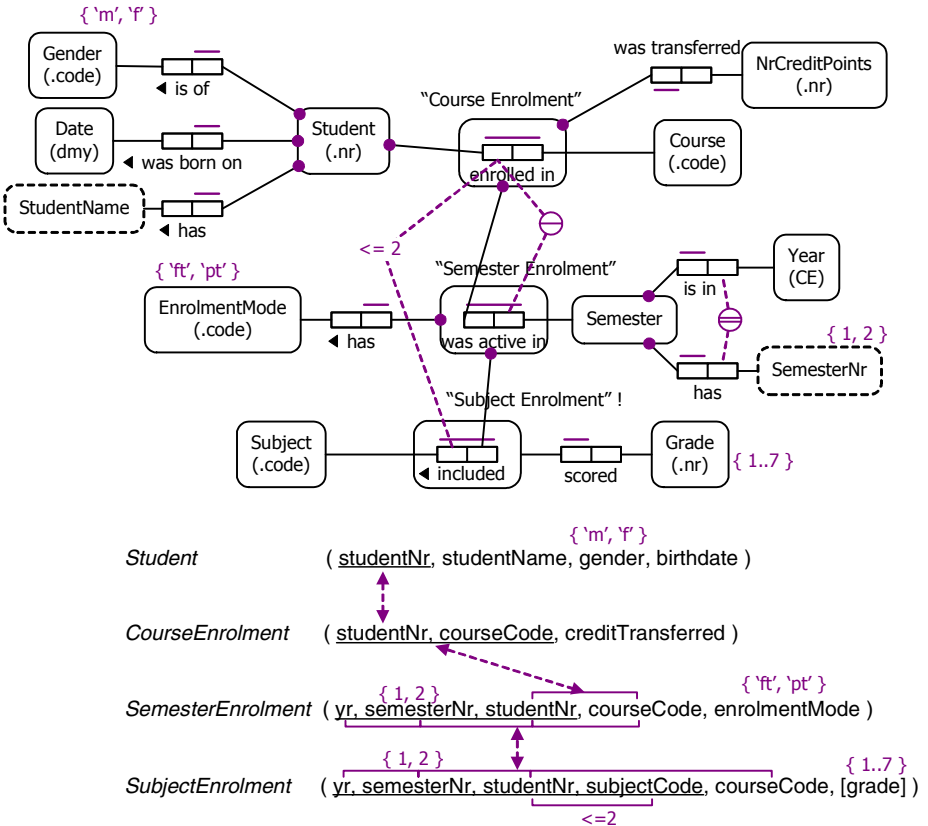 { ‘m’, ‘f’ }
Gender
(.code)
◄ is of
was transferred
NrCreditPoints
(.nr)
“Course Enrolment”
Date
(dmy)
◄ was born on
Student
(.nr)
enrolled in
Course
(.code)
StudentName
◄ has
<= 2
{ ‘ft’, ‘pt’ }
“Semester Enrolment”
Year
(CE)
is in
EnrolmentMode
(.code)
◄ has
was active in
Semester
{ 1, 2 }
SemesterNr
has
“Subject Enrolment” !
Subject
(.code)
◄ included
scored
Grade
(.nr)
{ 1..7 }
{ ‘m’, ‘f’ }
Student ( studentNr, studentName, gender, birthdate )
CourseEnrolment ( studentNr, courseCode, creditTransferred )
{ 1, 2 } { ‘ft’, ‘pt’ }
SemesterEnrolment ( yr, semesterNr, studentNr, courseCode, enrolmentMode )
{ 1, 2 } { 1..7 }
SubjectEnrolment ( yr, semesterNr, studentNr, subjectCode, courseCode, [grade] )
<=2